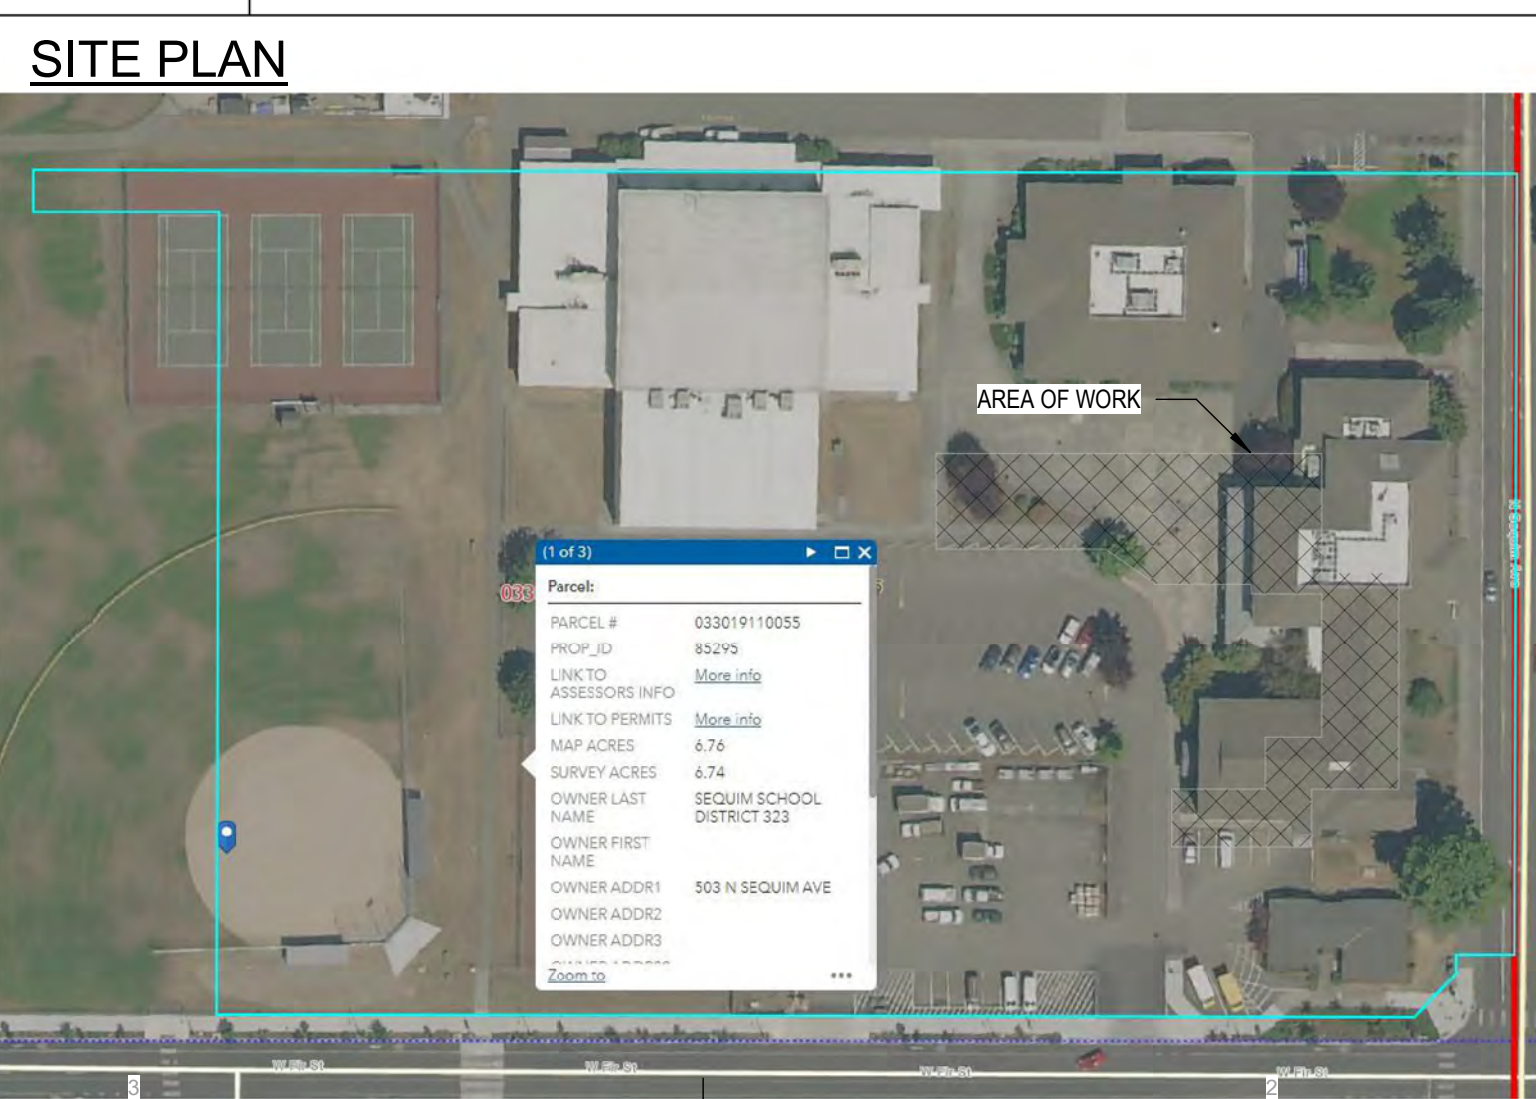 SITE PLAN
AREA OF WORK
N Sequim Ave
(1 of 3)
033
Parcel:
PARCEL # 033019110055
PROP_ID 85295
LINK TO More info
ASSESSORS INFO
LINK TO PERMITS More info
MAP ACRES 6.76
SURVEY ACRES 6.74
OWNER LAST SEQUIM SCHOOL
NAME DISTRICT 323
OWNER FIRST
NAME
OWNER ADDR1 503 N SEQUIM AVE
OWNER ADDR2
OWNER ADDR3
Zoom to
W Fir St W Fir St W Fir St W Fir St
3 2